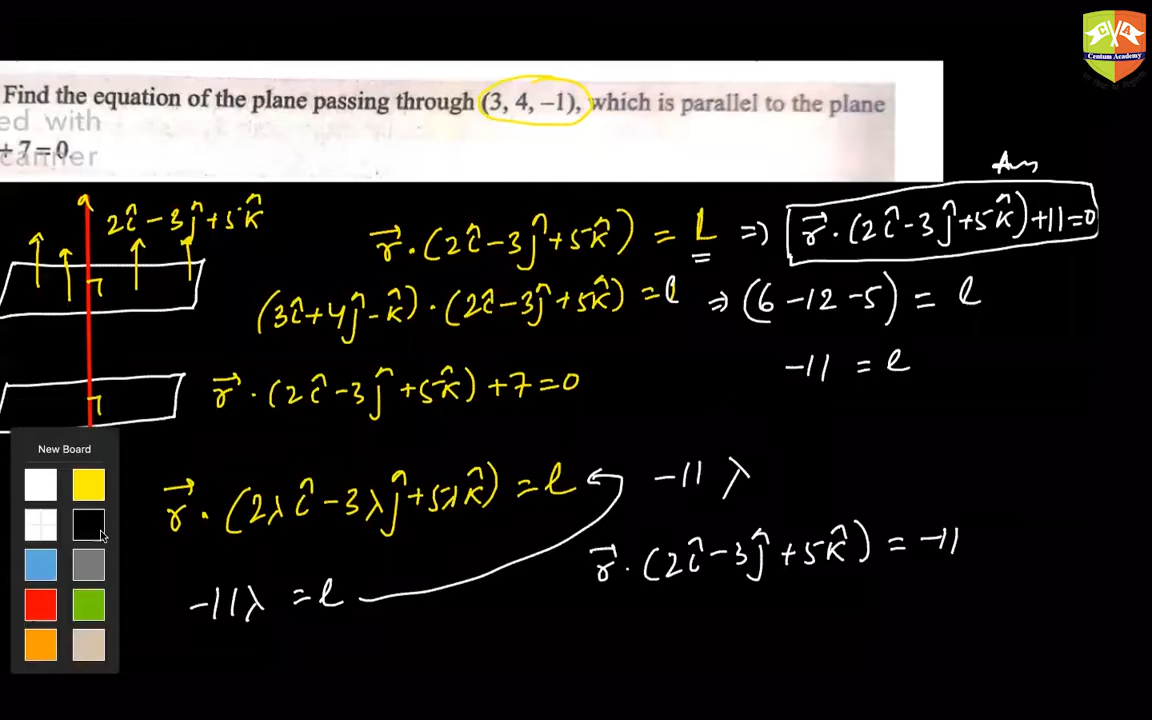 Find the equation of the plane passing through (3, 4, −1), which is parallel to the plane
ed with
+ 7 = 0.
canner
Ans
2î − 3ĵ + 5k̂
r⃗ · (2î − 3ĵ + 5k̂) = l ⇒ r⃗ · (2î − 3ĵ + 5k̂) + 11 = 0
(3î + 4ĵ − k̂) · (2î − 3ĵ + 5k̂) = l ⇒ (6 − 12 − 5) = l
−11 = l
r⃗ · (2î − 3ĵ + 5k̂) + 7 = 0
New Board
r⃗ · (2λî − 3λĵ + 5λk̂) = l −11λ
r⃗ · (2î − 3ĵ + 5k̂) = −11
−11λ = l
CA
Centum Academy